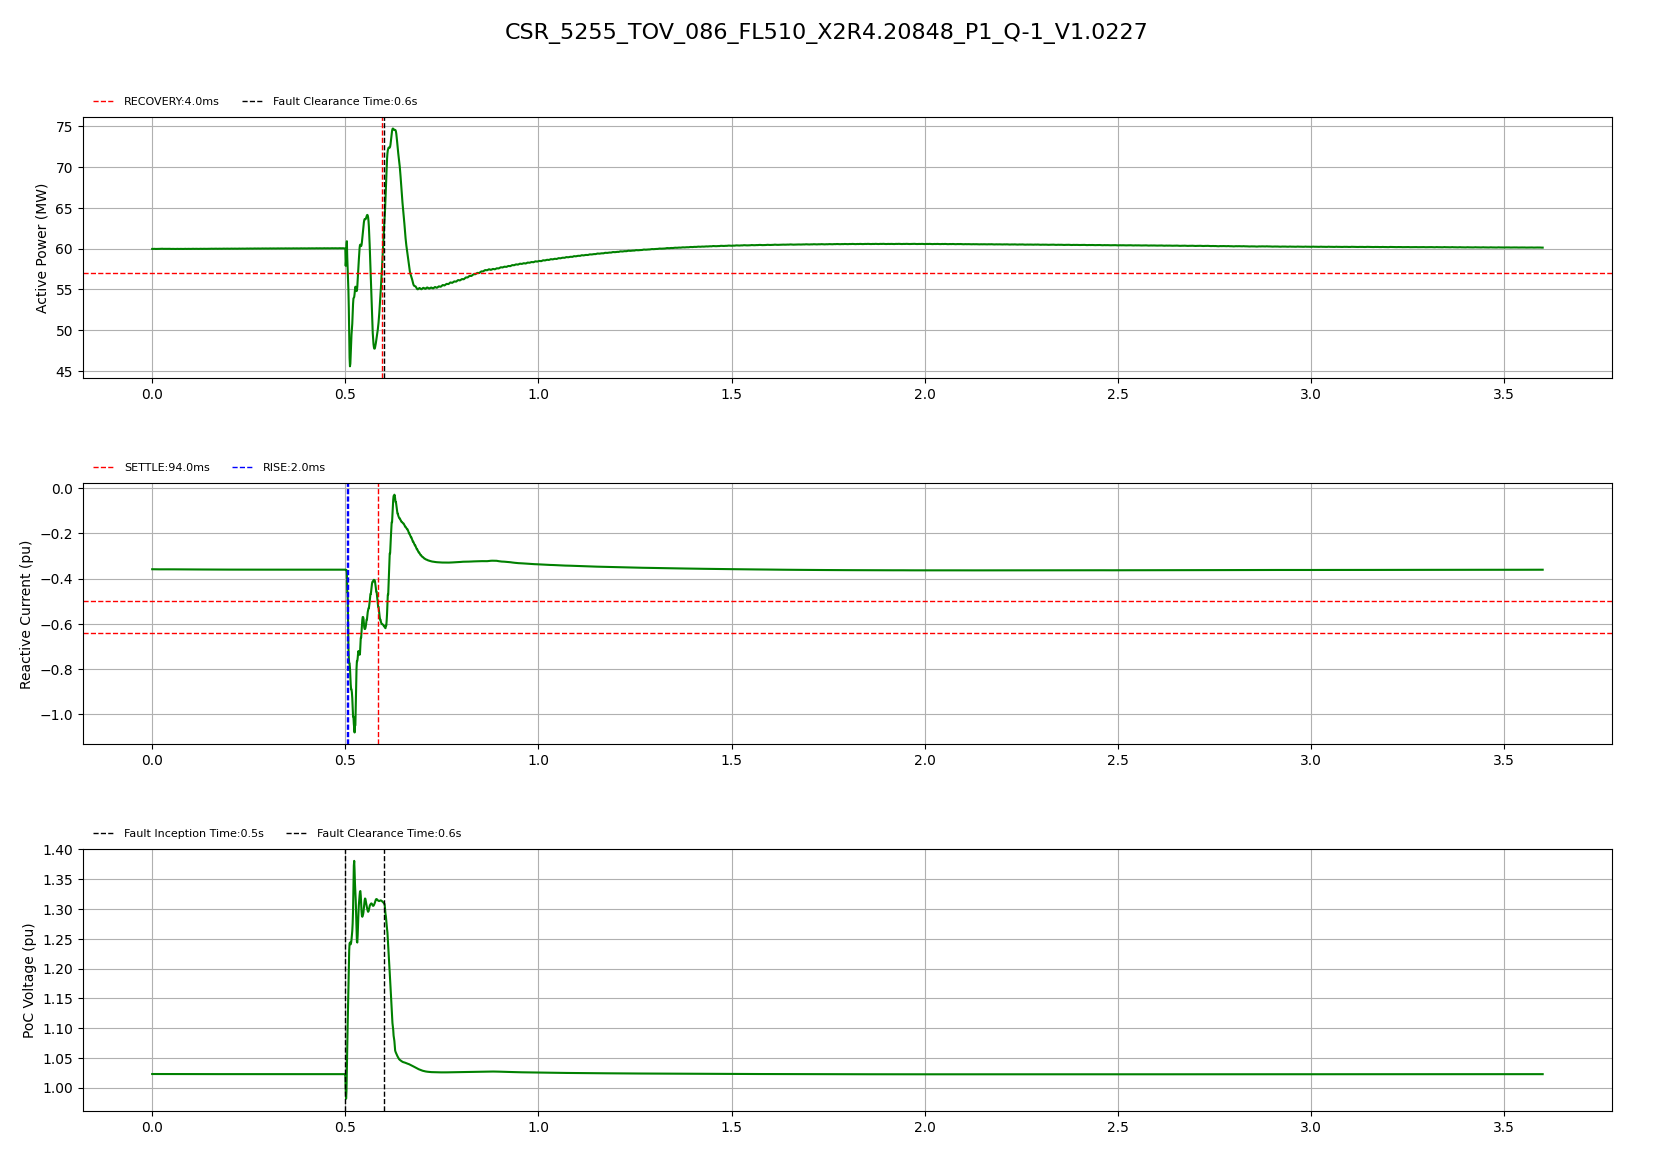 CSR_5255_TOV_086_FL510_X2R4.20848_P1_Q-1_V1.0227
RECOVERY:4.0ms Fault Clearance Time:0.6s
Active Power (MW)
75
70
65
60
55
50
45
0.0 0.5 1.0 1.5 2.0 2.5 3.0 3.5
SETTLE:94.0ms RISE:2.0ms
Reactive Current (pu)
0.0
−0.2
−0.4
−0.6
−0.8
−1.0
0.0 0.5 1.0 1.5 2.0 2.5 3.0 3.5
Fault Inception Time:0.5s Fault Clearance Time:0.6s
PoC Voltage (pu)
1.40
1.35
1.30
1.25
1.20
1.15
1.10
1.05
1.00
0.0 0.5 1.0 1.5 2.0 2.5 3.0 3.5